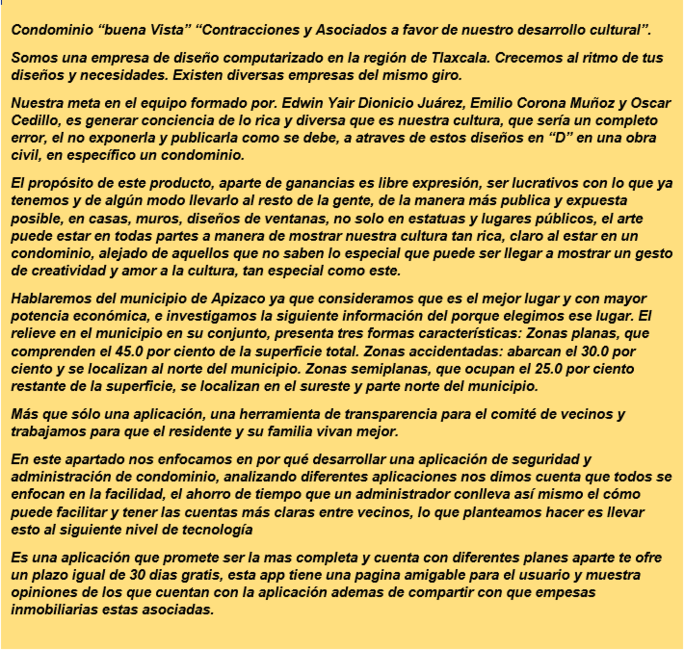 Condominio “buena Vista” “Contracciones y Asociados a favor de nuestro desarrollo cultural”.
Somos una empresa de diseño computarizado en la región de Tlaxcala. Crecemos al ritmo de tus
diseños y necesidades. Existen diversas empresas del mismo giro.
Nuestra meta en el equipo formado por. Edwin Yair Dionicio Juárez, Emilio Corona Muñoz y Oscar
Cedillo, es generar conciencia de lo rica y diversa que es nuestra cultura, que sería un completo
error, el no exponerla y publicarla como se debe, a atraves de estos diseños en “D” en una obra
civil, en específico un condominio.
El propósito de este producto, aparte de ganancias es libre expresión, ser lucrativos con lo que ya
tenemos y de algún modo llevarlo al resto de la gente, de la manera más publica y expuesta
posible, en casas, muros, diseños de ventanas, no solo en estatuas y lugares públicos, el arte
puede estar en todas partes a manera de mostrar nuestra cultura tan rica, claro al estar en un
condominio, alejado de aquellos que no saben lo especial que puede ser llegar a mostrar un gesto
de creatividad y amor a la cultura, tan especial como este.
Hablaremos del municipio de Apizaco ya que consideramos que es el mejor lugar y con mayor
potencia económica, e investigamos la siguiente información del porque elegimos ese lugar. El
relieve en el municipio en su conjunto, presenta tres formas características: Zonas planas, que
comprenden el 45.0 por ciento de la superficie total. Zonas accidentadas: abarcan el 30.0 por
ciento y se localizan al norte del municipio. Zonas semiplanas, que ocupan el 25.0 por ciento
restante de la superficie, se localizan en el sureste y parte norte del municipio.
Más que sólo una aplicación, una herramienta de transparencia para el comité de vecinos y
trabajamos para que el residente y su familia vivan mejor.
En este apartado nos enfocamos en por qué desarrollar una aplicación de seguridad y
administración de condominio, analizando diferentes aplicaciones nos dimos cuenta que todos se
enfocan en la facilidad, el ahorro de tiempo que un administrador conlleva así mismo el cómo
puede facilitar y tener las cuentas más claras entre vecinos, lo que planteamos hacer es llevar
esto al siguiente nivel de tecnología
Es una aplicación que promete ser la mas completa y cuenta con diferentes planes aparte te ofre
un plazo igual de 30 dias gratis, esta app tiene una pagina amigable para el usuario y muestra
opiniones de los que cuentan con la aplicación ademas de compartir con que empesas
inmobiliarias estas asociadas.